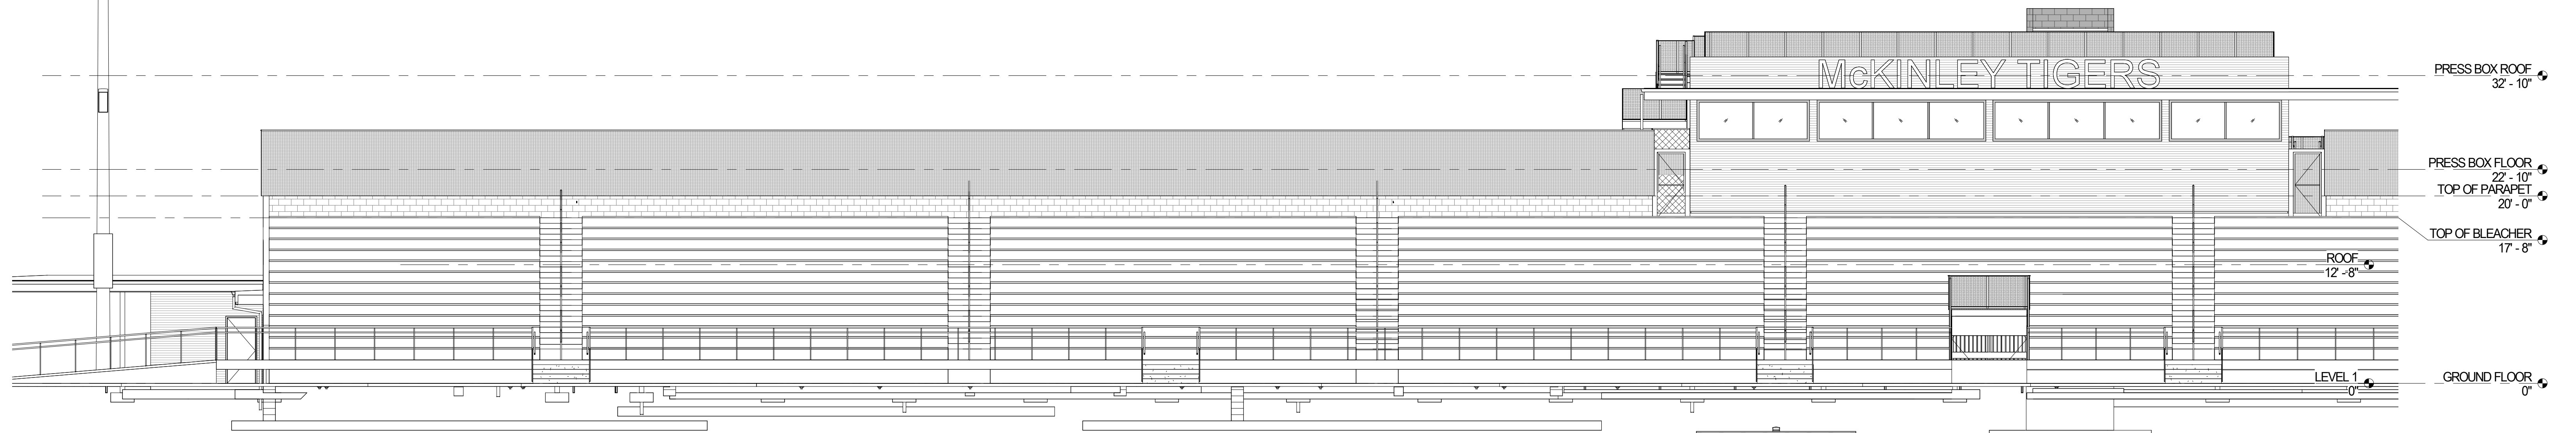 McKINLEY TIGERS
PRESS BOX ROOF
32' - 10"
PRESS BOX FLOOR
22' - 10"
TOP OF PARAPET
20' - 0"
TOP OF BLEACHER
17' - 8"
ROOF
12' - 8"
LEVEL 1
0"
GROUND FLOOR
0"